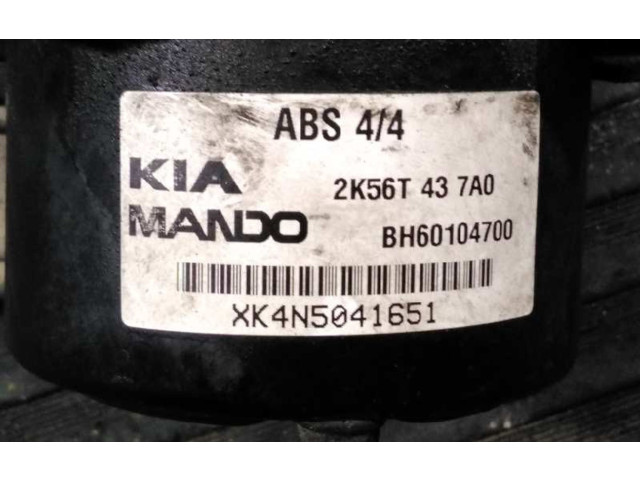 ABS 4/4
KIA 2K56T 43 7A0
MANDO BH60104700
XK4N5041651